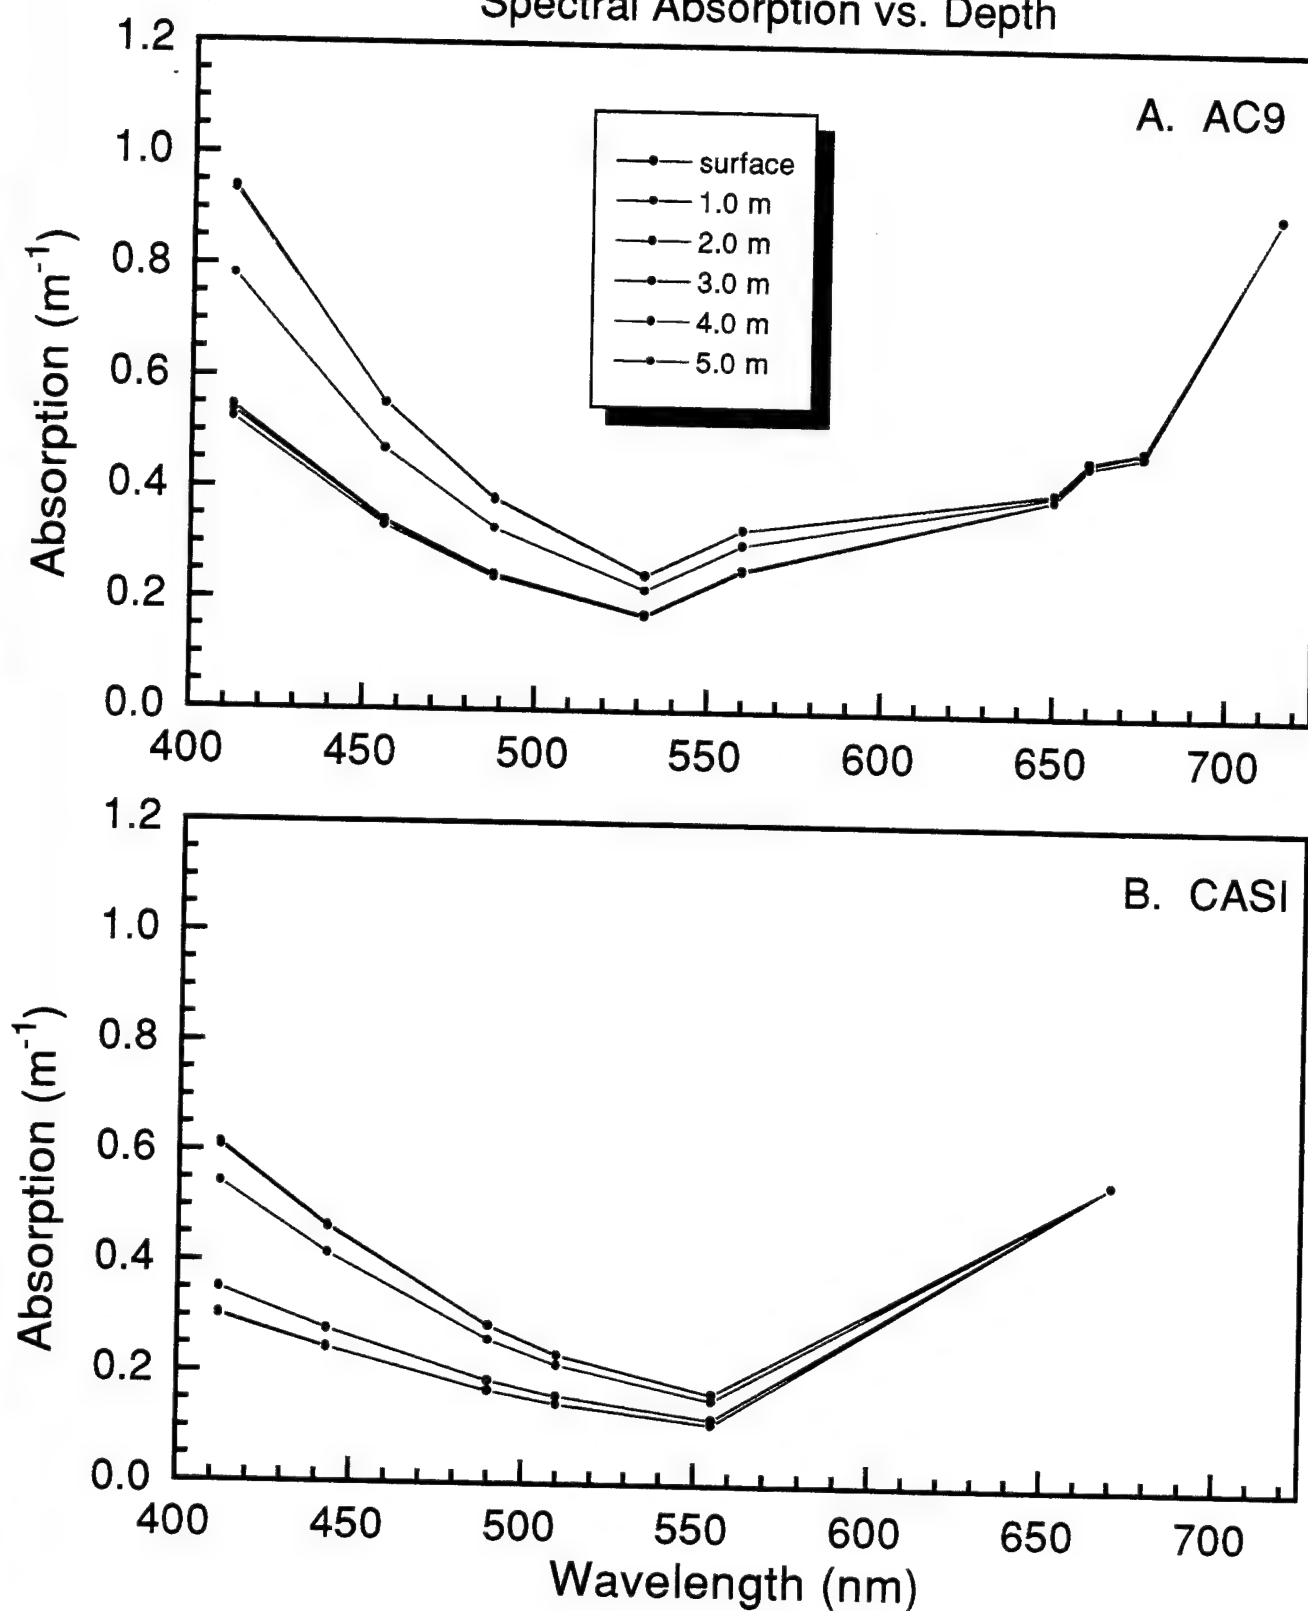 Spectral Absorption vs. Depth
1.2
1.0
0.8
0.6
0.4
0.2
0.0
Absorption (m⁻¹)
A. AC9
surface
1.0 m
2.0 m
3.0 m
4.0 m
5.0 m
400 450 500 550 600 650 700
1.2
1.0
0.8
0.6
0.4
0.2
0.0
Absorption (m⁻¹)
B. CASI
400 450 500 550 600 650 700
Wavelength (nm)